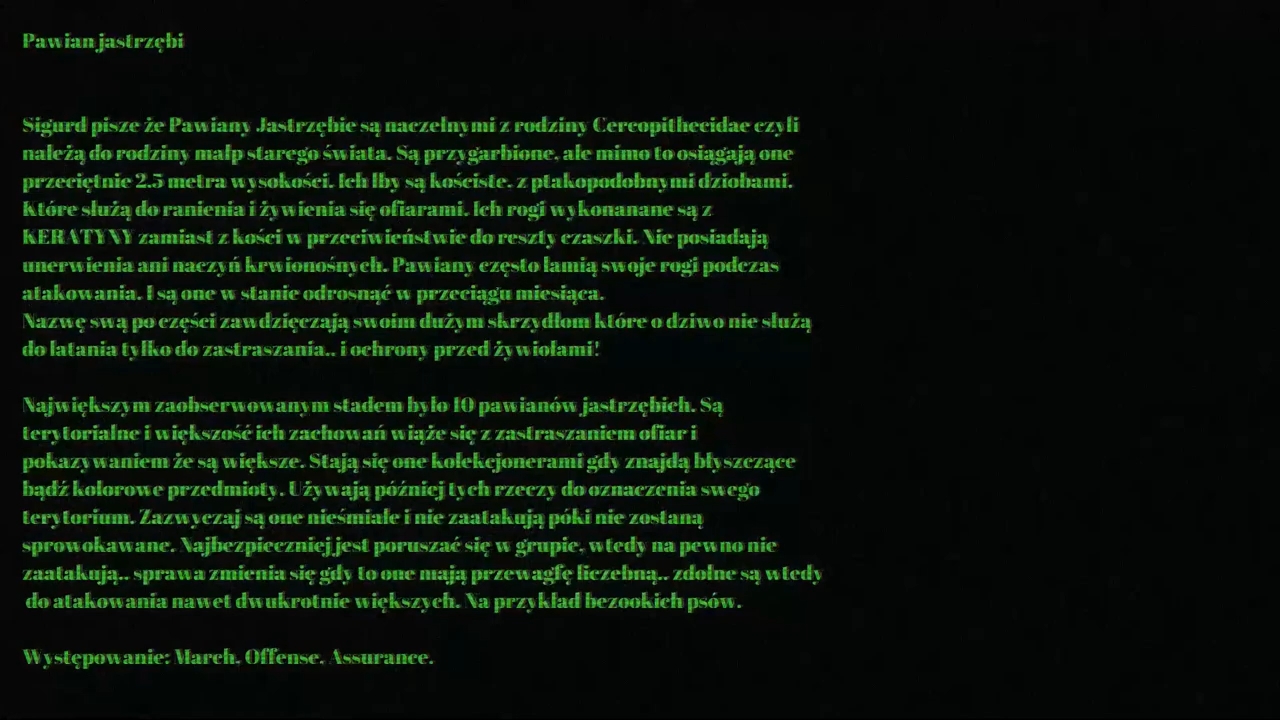 Pawian jastrzębi
Sigurd pisze że Pawiany Jastrzębie są naczelnymi z rodziny Cercopithecidae czyli
należą do rodziny małp starego świata. Są przygarbione, ale mimo to osiągają one
przeciętnie 2.5 metra wysokości. Ich łby są kościste. z ptakopodobnymi dziobami.
Które służą do ranienia i żywienia się ofiarami. Ich rogi wykonanane są z
KERATYNY zamiast z kości w przeciwieństwie do reszty czaszki. Nie posiadają
unerwienia ani naczyń krwionośnych. Pawiany często łamią swoje rogi podczas
atakowania. I są one w stanie odrosnąć w przeciągu miesiąca.
Nazwę swą po części zawdzięczają swoim dużym skrzydłom które o dziwo nie służą
do latania tylko do zastraszania.. i ochrony przed żywiołami!
Największym zaobserwowanym stadem było 10 pawianów jastrzębich. Są
terytorialne i większość ich zachowań wiąże się z zastraszaniem ofiar i
pokazywaniem że są większe. Stają się one kolekcjonerami gdy znajdą błyszczące
bądź kolorowe przedmioty. Używają później tych rzeczy do oznaczenia swego
terytorium. Zazwyczaj są one nieśmiałe i nie zaatakują póki nie zostaną
sprowokawane. Najbezpieczniej jest poruszać się w grupie, wtedy na pewno nie
zaatakują.. sprawa zmienia się gdy to one mają przewagfę liczebną.. zdolne są wtedy
do atakowania nawet dwukrotnie większych. Na przykład bezookich psów.
Występowanie: March, Offense, Assurance.